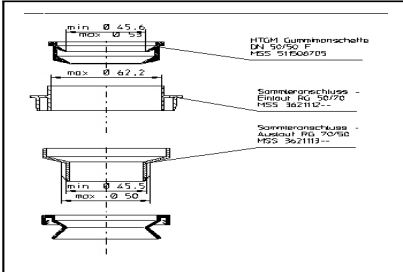 min Ø 45.6
max Ø 53
HTGM Gummimanschette
DN 50/50 F
MSS 511506705
max Ø 62.2
Sammleranschluss -
Einlauf RG 50/70
MSS 3621112--
Sammleranschluss -
Auslauf RG 70/50
MSS 3621113--
min Ø 45.5
max Ø 50